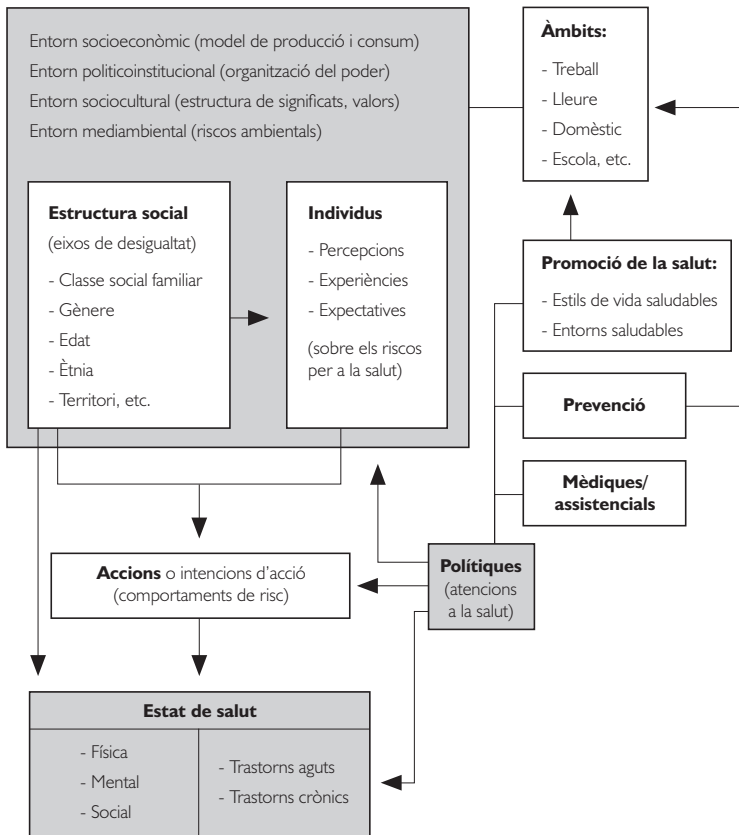 Entorn socioeconòmic (model de producció i consum)
Entorn politicoinstitucional (organització del poder)
Entorn sociocultural (estructura de significats, valors)
Entorn mediambiental (riscos ambientals)
Estructura social
(eixos de desigualtat)
- Classe social familiar
- Gènere
- Edat
- Ètnia
- Territori, etc.
Individus
- Percepcions
- Experiències
- Expectatives
(sobre els riscos
per a la salut)
Àmbits:
- Treball
- Lleure
- Domèstic
- Escola, etc.
Promoció de la salut:
- Estils de vida saludables
- Entorns saludables
Prevenció
Mèdiques/
assistencials
Polítiques
(atencions
a la salut)
Accions o intencions d’acció
(comportaments de risc)
Estat de salut
- Física
- Mental
- Social
- Trastorns aguts
- Trastorns crònics